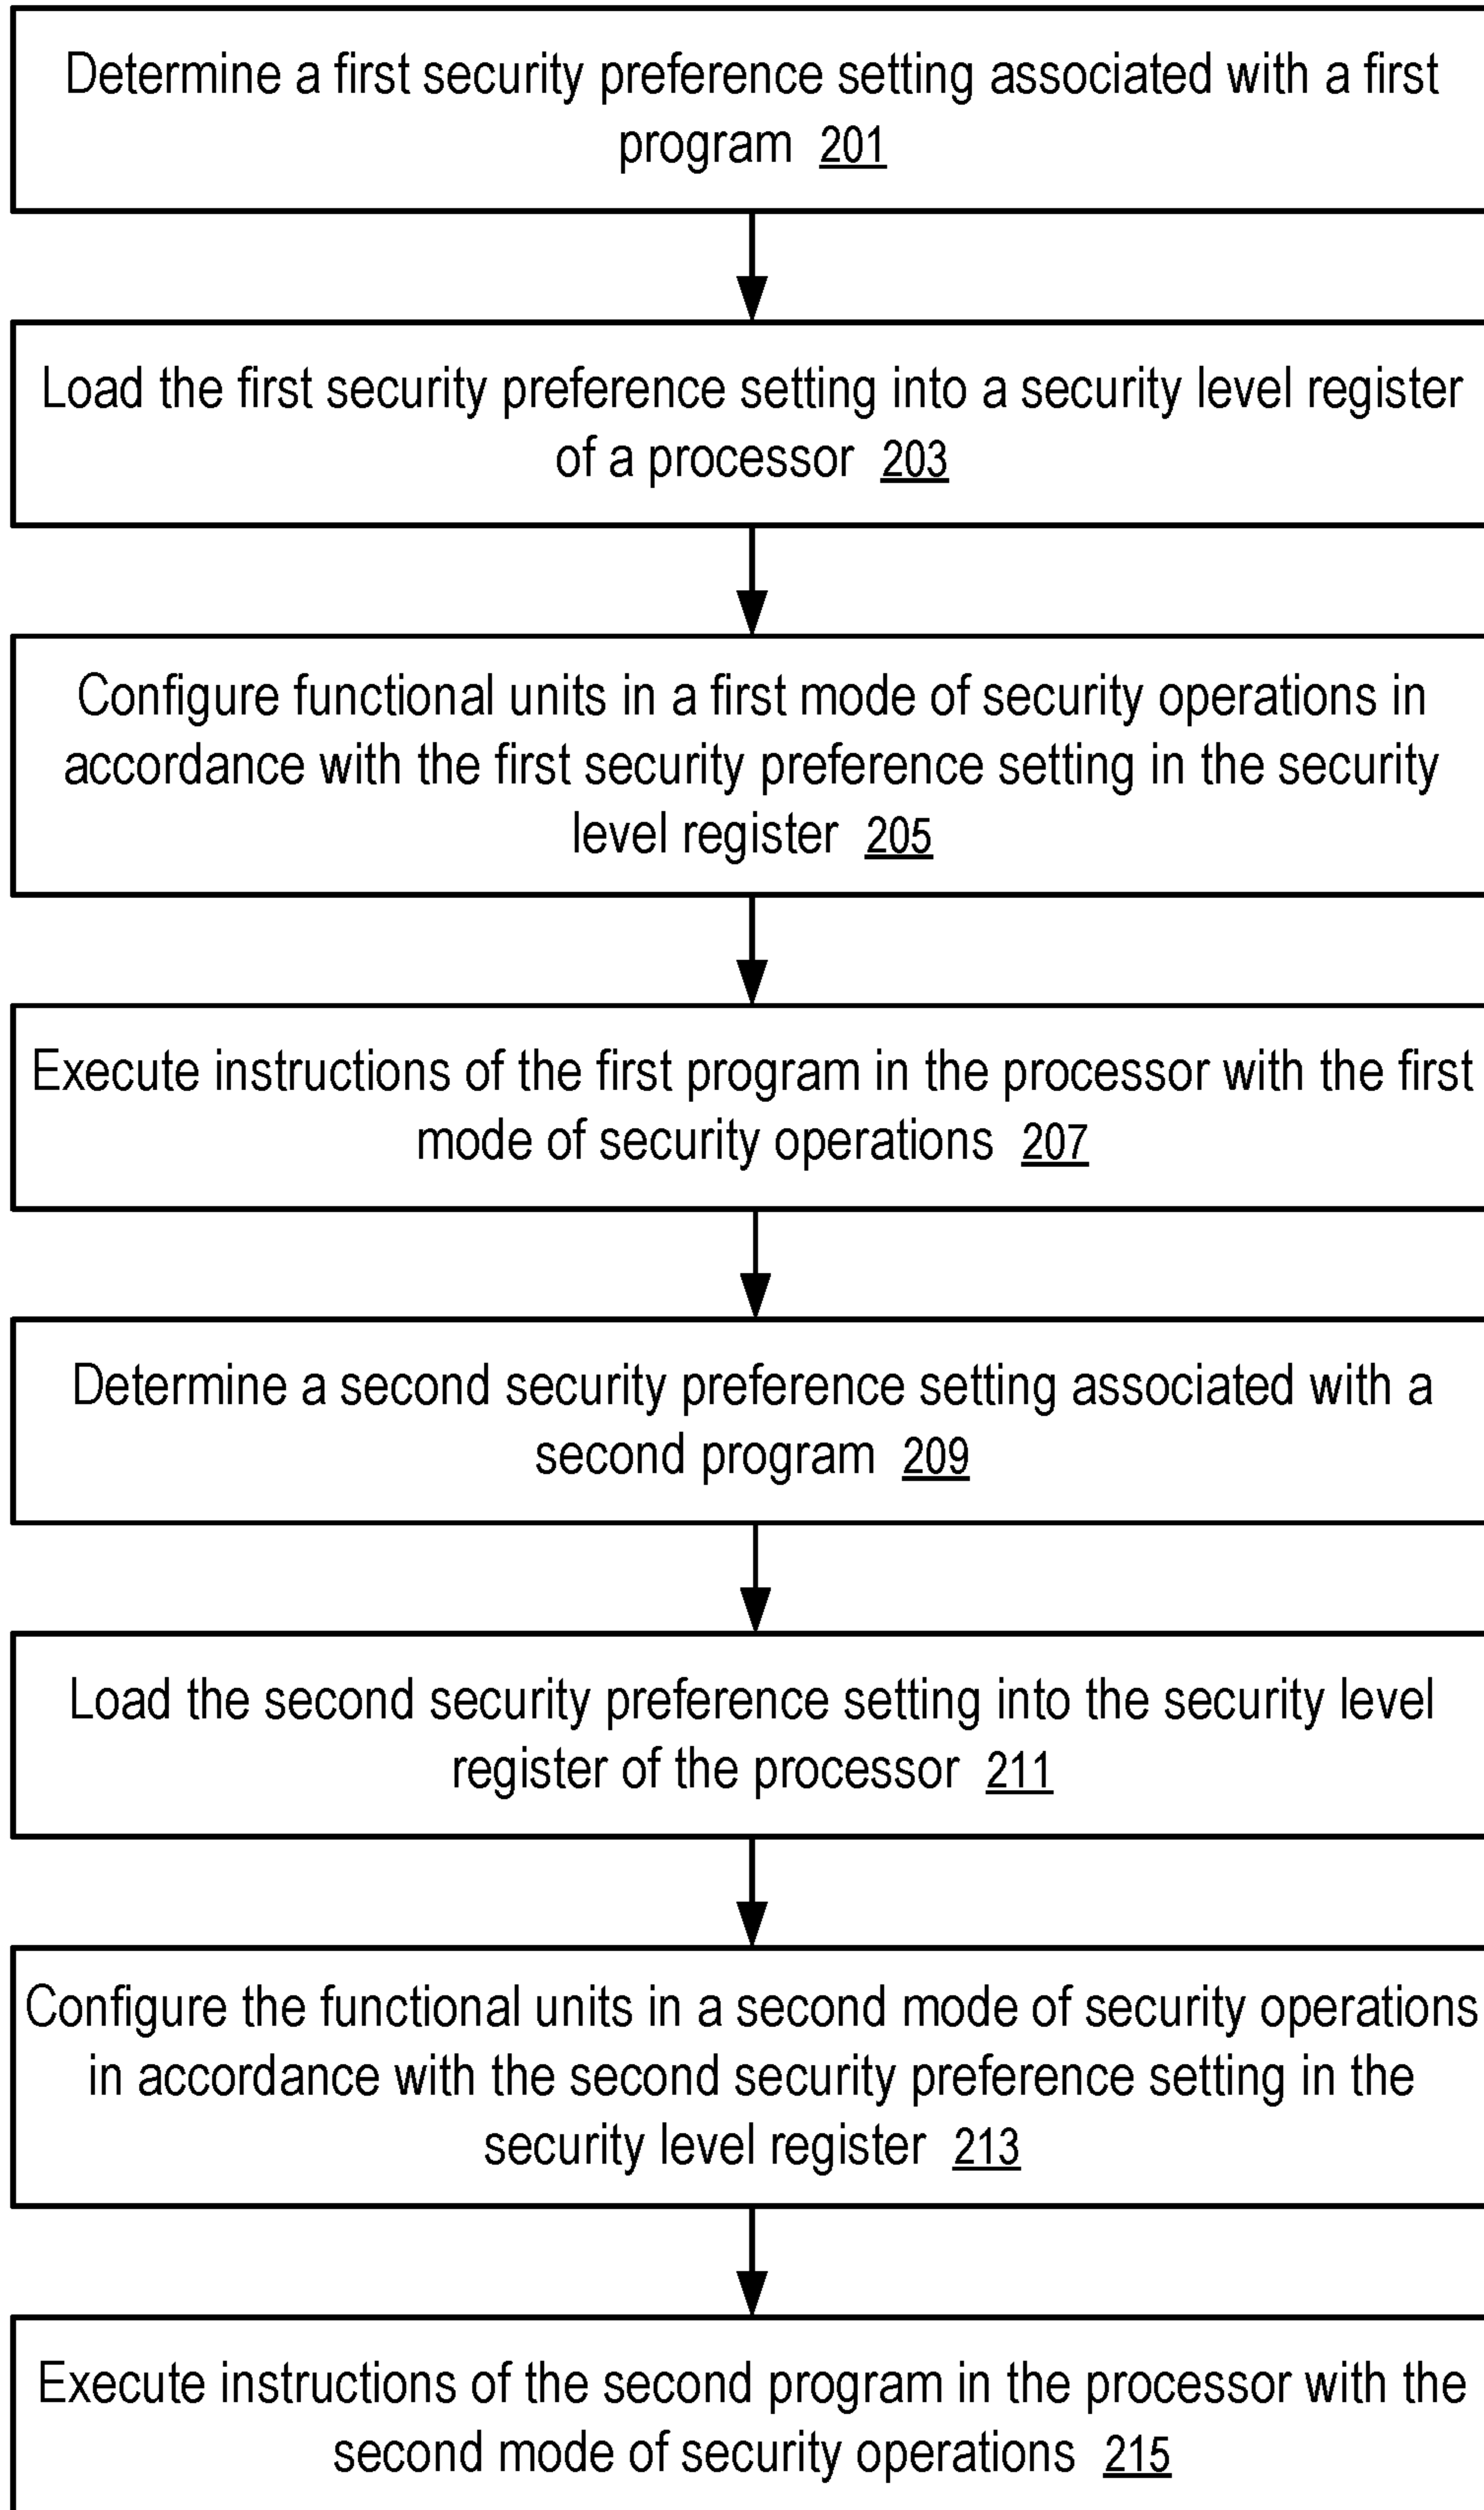 Determine a first security preference setting associated with a first
program 201
Load the first security preference setting into a security level register
of a processor 203
Configure functional units in a first mode of security operations in
accordance with the first security preference setting in the security
level register 205
Execute instructions of the first program in the processor with the first
mode of security operations 207
Determine a second security preference setting associated with a
second program 209
Load the second security preference setting into the security level
register of the processor 211
Configure the functional units in a second mode of security operations
in accordance with the second security preference setting in the
security level register 213
Execute instructions of the second program in the processor with the
second mode of security operations 215